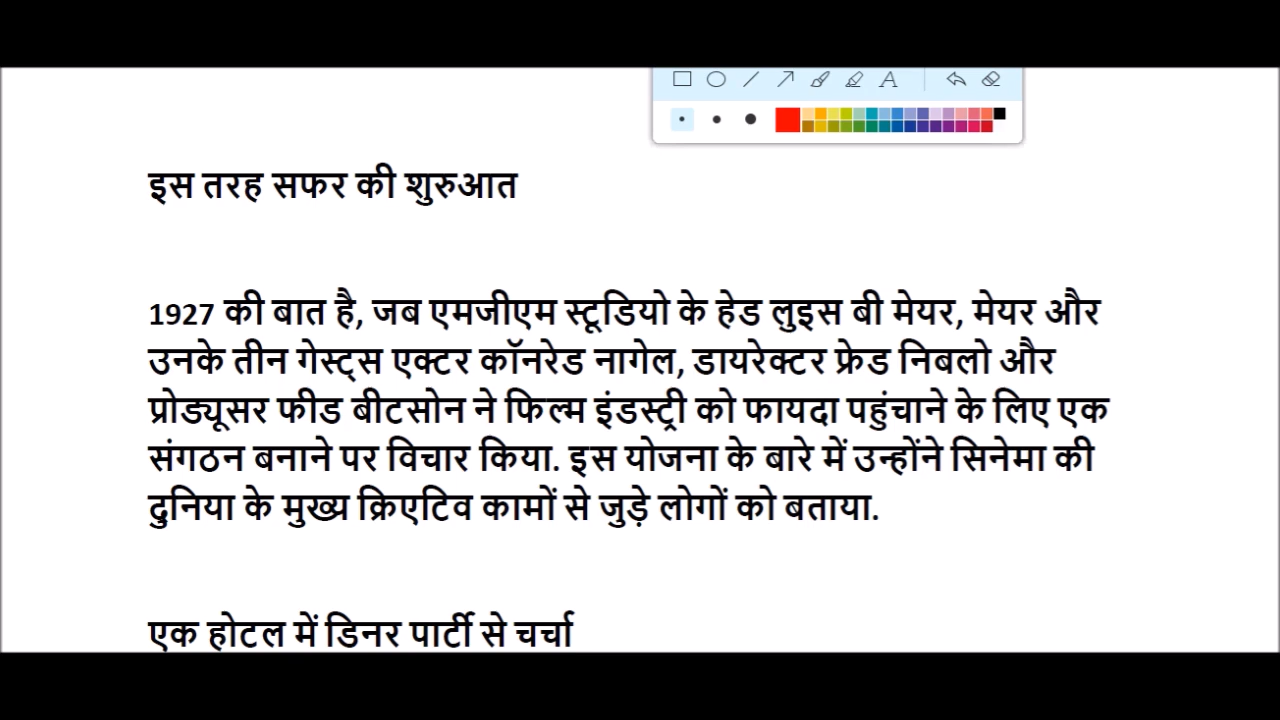 इस तरह सफर की शुरुआत
1927 की बात है, जब एमजीएम स्टूडियो के हेड लुइस बी मेयर, मेयर और
उनके तीन गेस्ट्स एक्टर कॉनरेड नागेल, डायरेक्टर फ्रेड निबलो और
प्रोड्यूसर फीड बीटसोन ने फिल्म इंडस्ट्री को फायदा पहुंचाने के लिए एक
संगठन बनाने पर विचार किया. इस योजना के बारे में उन्होंने सिनेमा की
दुनिया के मुख्य क्रिएटिव कामों से जुड़े लोगों को बताया.
एक होटल में डिनर पार्टी से चर्चा